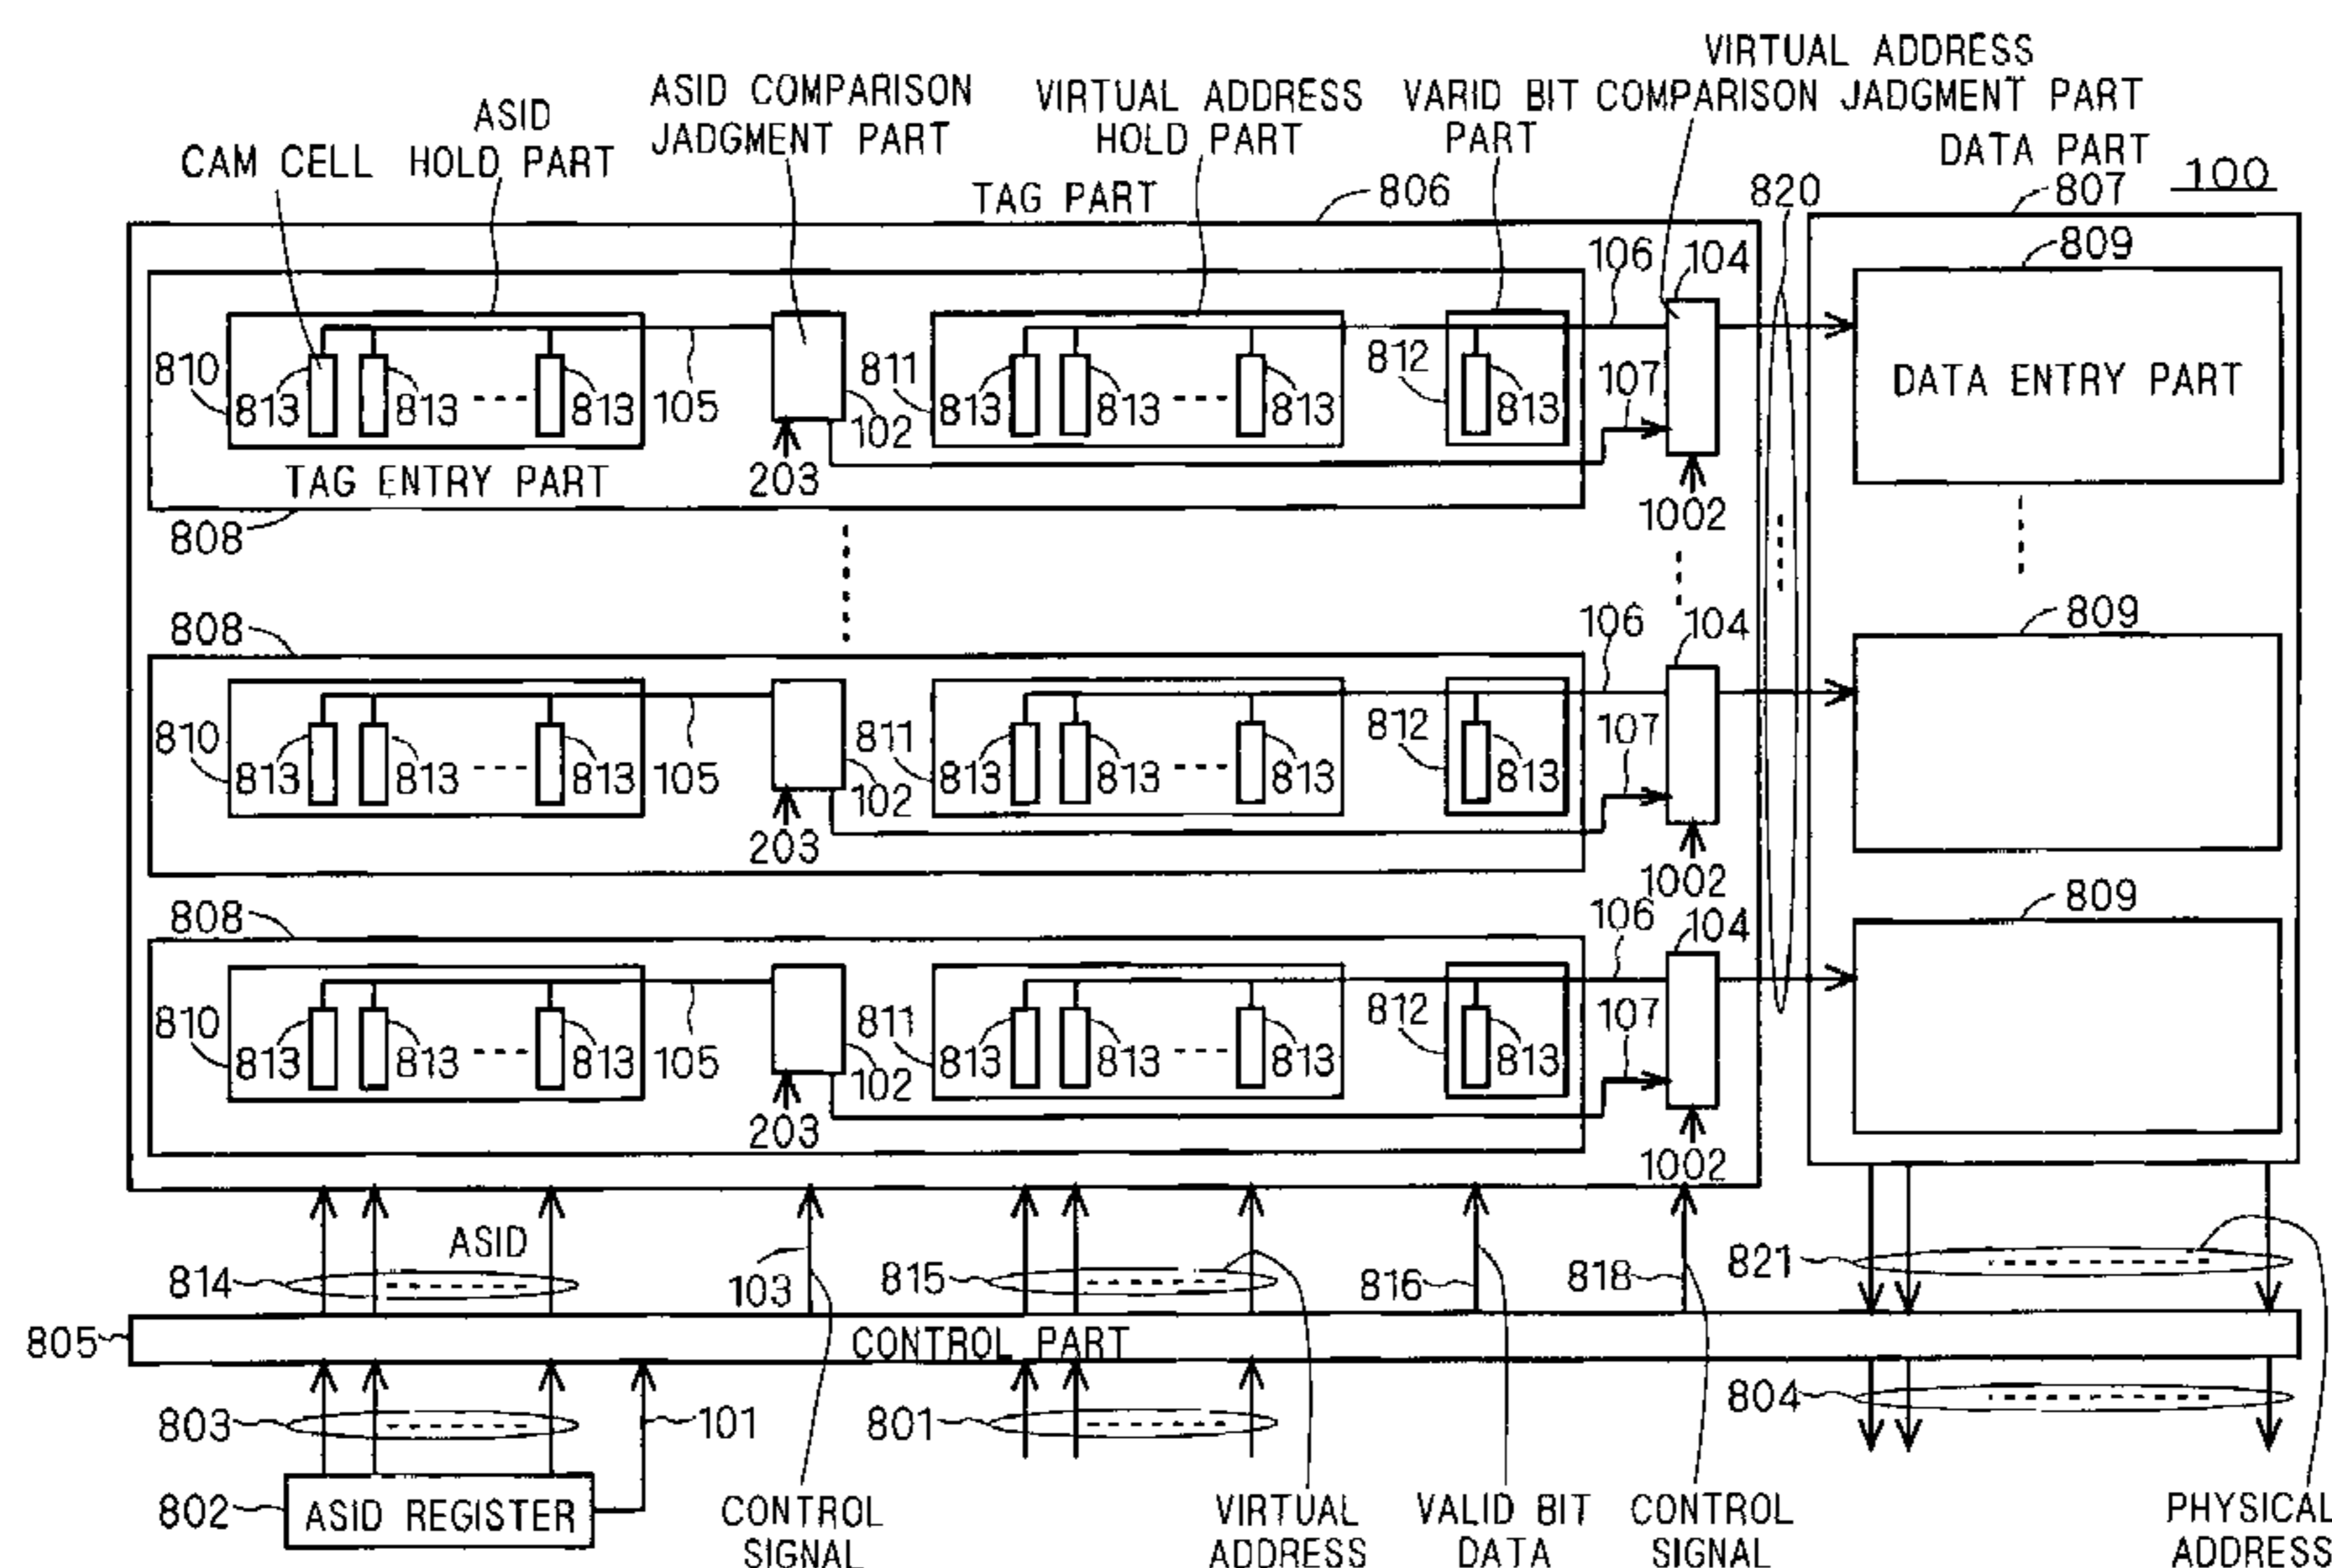 VIRTUAL ADDRESS
ASID COMPARISON VIRTUAL ADDRESS VARID BIT COMPARISON JADGMENT PART
ASID JADGMENT PART HOLD PART PART DATA PART
CAM CELL HOLD PART TAG PART 806 820 807 100
106 104 809
810 813 813 ---- 813 105 102 811 813 813 ---- 813 812 813 107 DATA ENTRY PART
TAG ENTRY PART 203 1002
808
808 106 104 809
810 813 813 ---- 813 105 102 811 813 813 ---- 813 812 813 107
203 1002
808 106 104 809
810 813 813 ---- 813 105 102 811 813 813 ---- 813 812 813 107
203 1002
ASID
814 103 815 816 818 821
805 CONTROL PART
803 101 801 804
802 ASID REGISTER CONTROL VIRTUAL VALID BIT CONTROL PHYSICAL
SIGNAL ADDRESS DATA SIGNAL ADDRESS